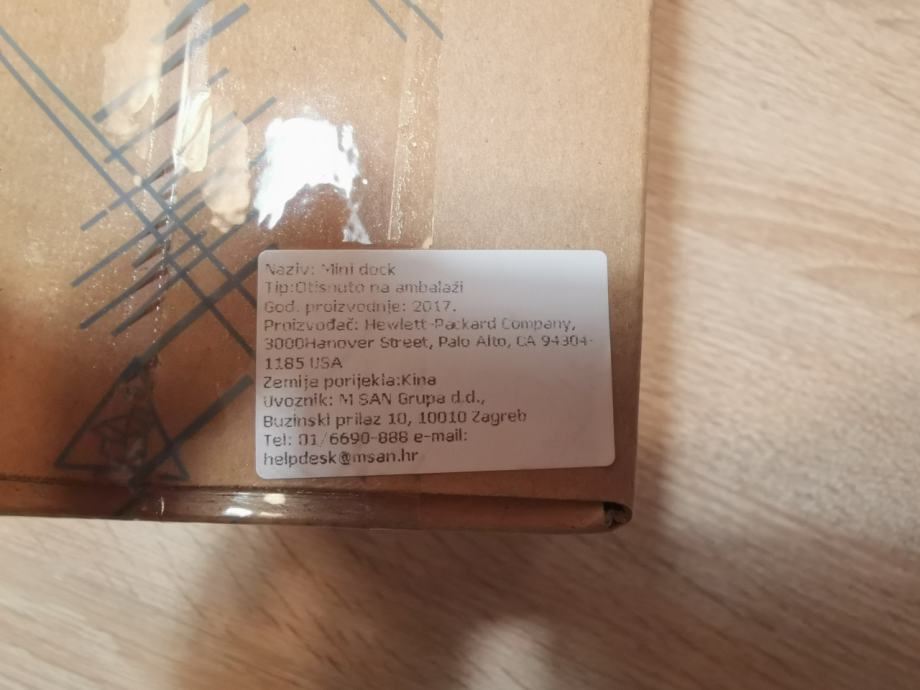 Naziv: Mini dock
Tip:Otisnuto na ambalaži
God. proizvodnje: 2017.
Proizvođač: Hewlett-Packard Company,
3000Hanover Street, Palo Alto, CA 94304-
1185 USA
Zemlja porijekla:Kina
Uvoznik: M SAN Grupa d.d.,
Buzinski prilaz 10, 10010 Zagreb
Tel: 01/6690-888 e-mail:
helpdesk@msan.hr